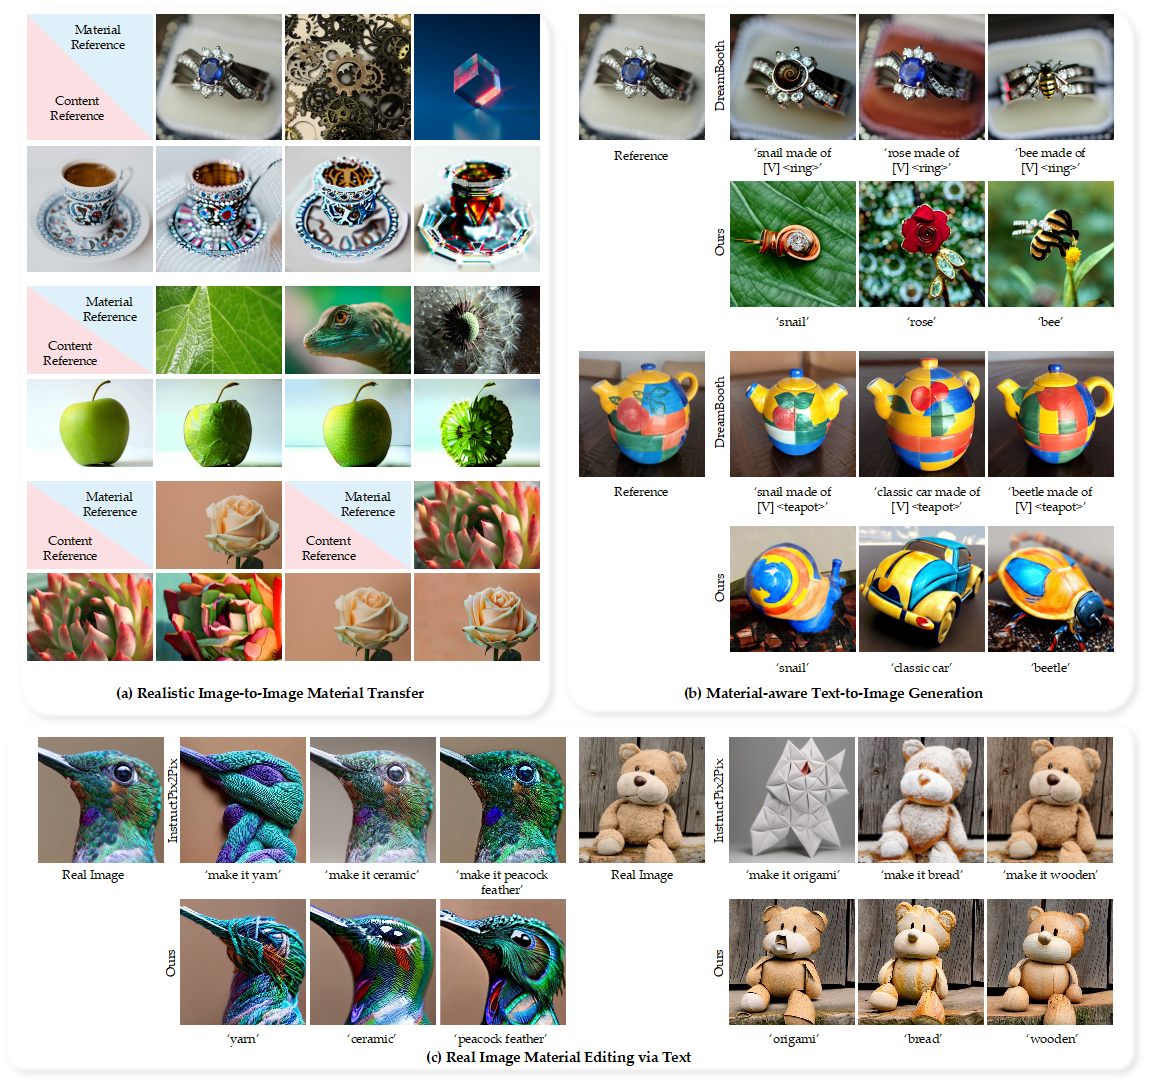 Material
Reference
Content
Reference
Material
Reference
Content
Reference
Material
Reference
Content
Reference
Material
Reference
Content
Reference
(a) Realistic Image-to-Image Material Transfer
DreamBooth
Reference
‘snail made of
[V] <ring>’
‘rose made of
[V] <ring>’
‘bee made of
[V] <ring>’
Ours
‘snail’
‘rose’
‘bee’
DreamBooth
Reference
‘snail made of
[V] <teapot>’
‘classic car made of
[V] <teapot>’
‘beetle made of
[V] <teapot>’
Ours
‘snail’
‘classic car’
‘beetle’
(b) Material-aware Text-to-Image Generation
InstructPix2Pix
Real Image
‘make it yarn’
‘make it ceramic’
‘make it peacock
feather’
Ours
‘yarn’
‘ceramic’
‘peacock feather’
InstructPix2Pix
Real Image
‘make it origami’
‘make it bread’
‘make it wooden’
Ours
‘origami’
‘bread’
‘wooden’
(c) Real Image Material Editing via Text